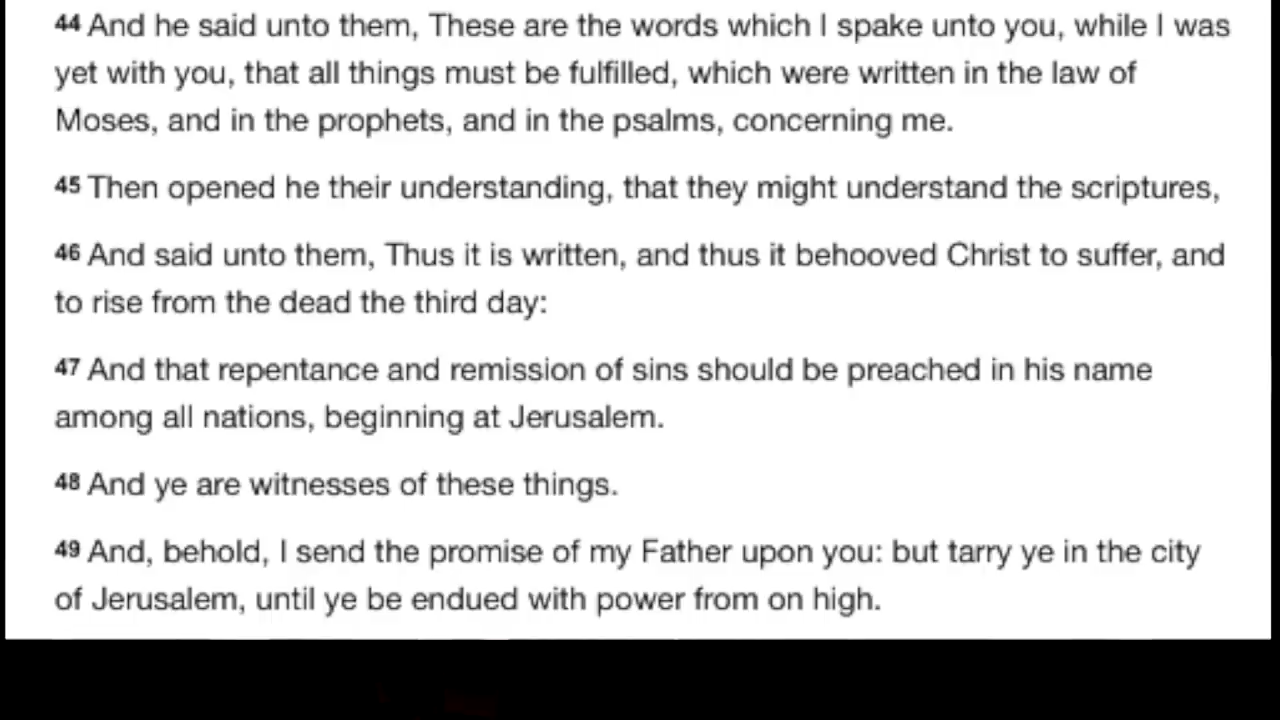 44 And he said unto them, These are the words which I spake unto you, while I was
yet with you, that all things must be fulfilled, which were written in the law of
Moses, and in the prophets, and in the psalms, concerning me.
45 Then opened he their understanding, that they might understand the scriptures,
46 And said unto them, Thus it is written, and thus it behooved Christ to suffer, and
to rise from the dead the third day:
47 And that repentance and remission of sins should be preached in his name
among all nations, beginning at Jerusalem.
48 And ye are witnesses of these things.
49 And, behold, I send the promise of my Father upon you: but tarry ye in the city
of Jerusalem, until ye be endued with power from on high.